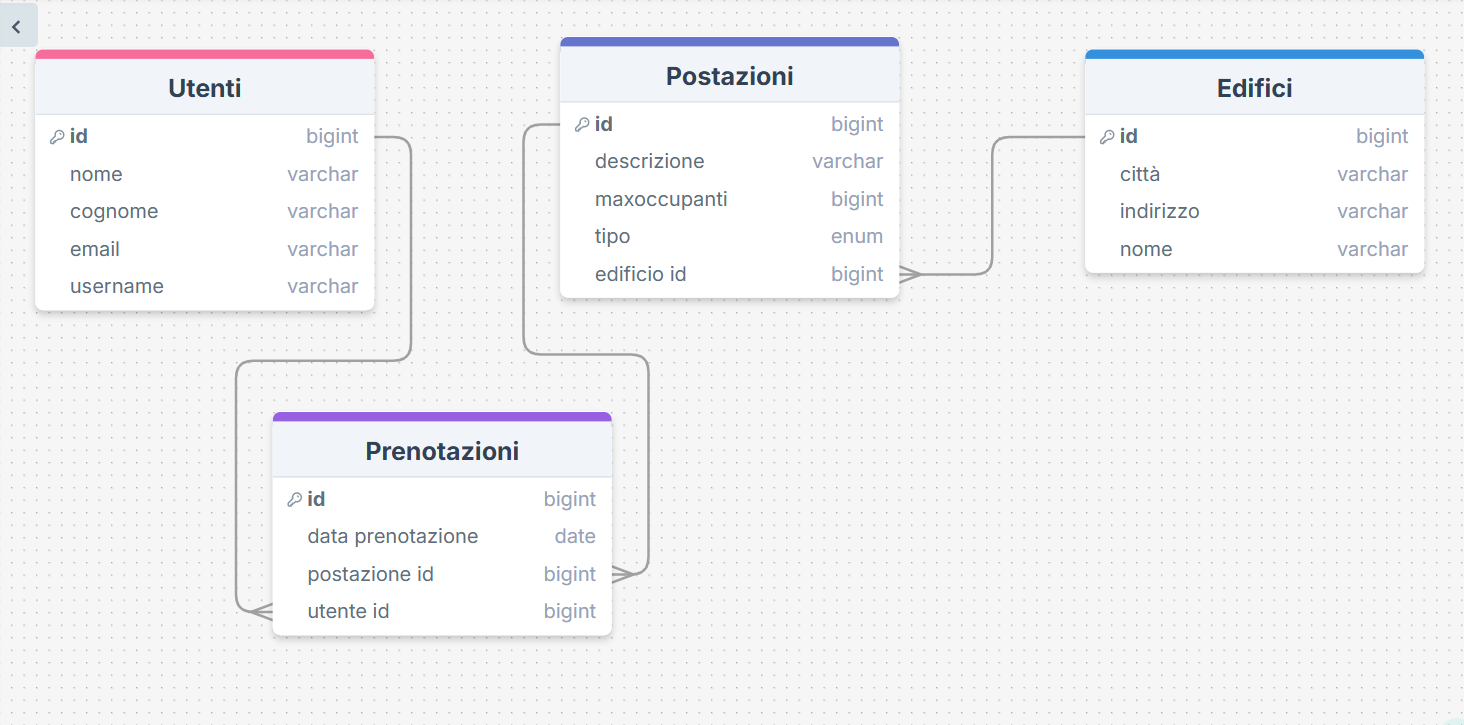 Utenti
id bigint
nome varchar
cognome varchar
email varchar
username varchar
Postazioni
id bigint
descrizione varchar
maxoccupanti bigint
tipo enum
edificio id bigint
Edifici
id bigint
città varchar
indirizzo varchar
nome varchar
Prenotazioni
id bigint
data prenotazione date
postazione id bigint
utente id bigint